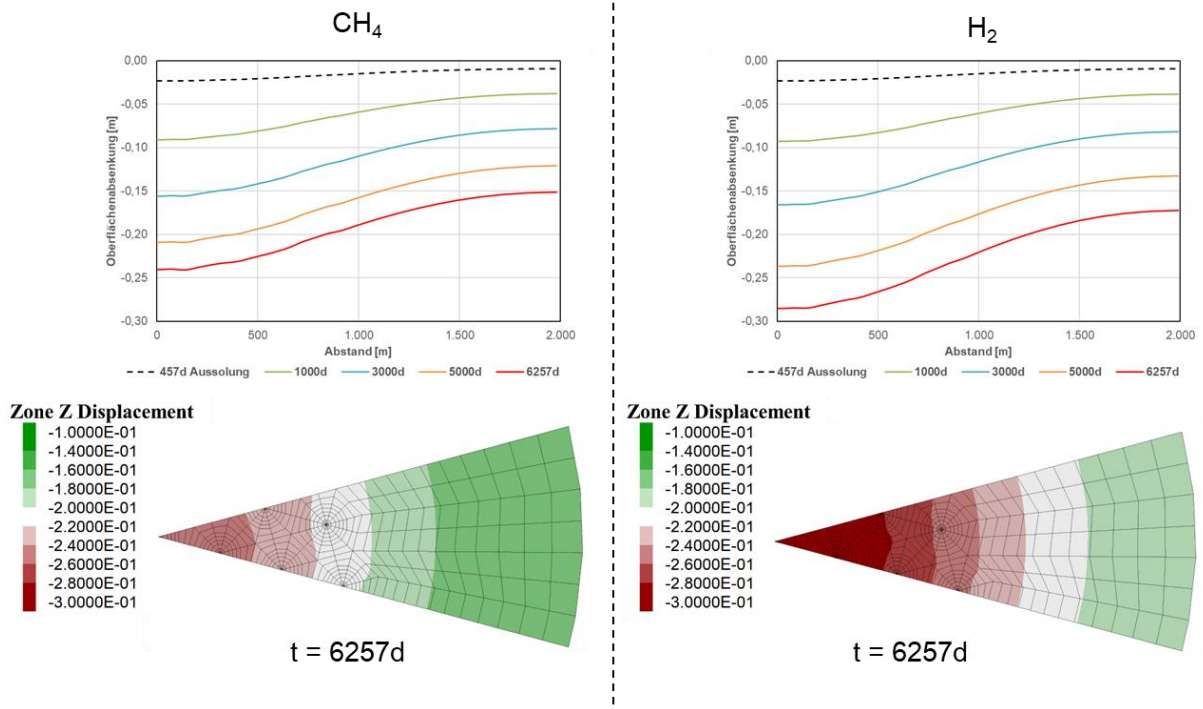 CH₄
0,00
-0,05
-0,10
-0,15
-0,20
-0,25
-0,30
Oberflächenabsenkung [m]
0
500
1.000
1.500
2.000
Abstand [m]
457d Aussolung 1000d 3000d 5000d 6257d
Zone Z Displacement
-1.0000E-01
-1.4000E-01
-1.6000E-01
-1.8000E-01
-2.0000E-01
-2.2000E-01
-2.4000E-01
-2.6000E-01
-2.8000E-01
-3.0000E-01
t = 6257d
H₂
0,00
-0,05
-0,10
-0,15
-0,20
-0,25
-0,30
Oberflächenabsenkung [m]
0
500
1.000
1.500
2.000
Abstand [m]
457d Aussolung 1000d 3000d 5000d 6257d
Zone Z Displacement
-1.0000E-01
-1.4000E-01
-1.6000E-01
-1.8000E-01
-2.0000E-01
-2.2000E-01
-2.4000E-01
-2.6000E-01
-2.8000E-01
-3.0000E-01
t = 6257d